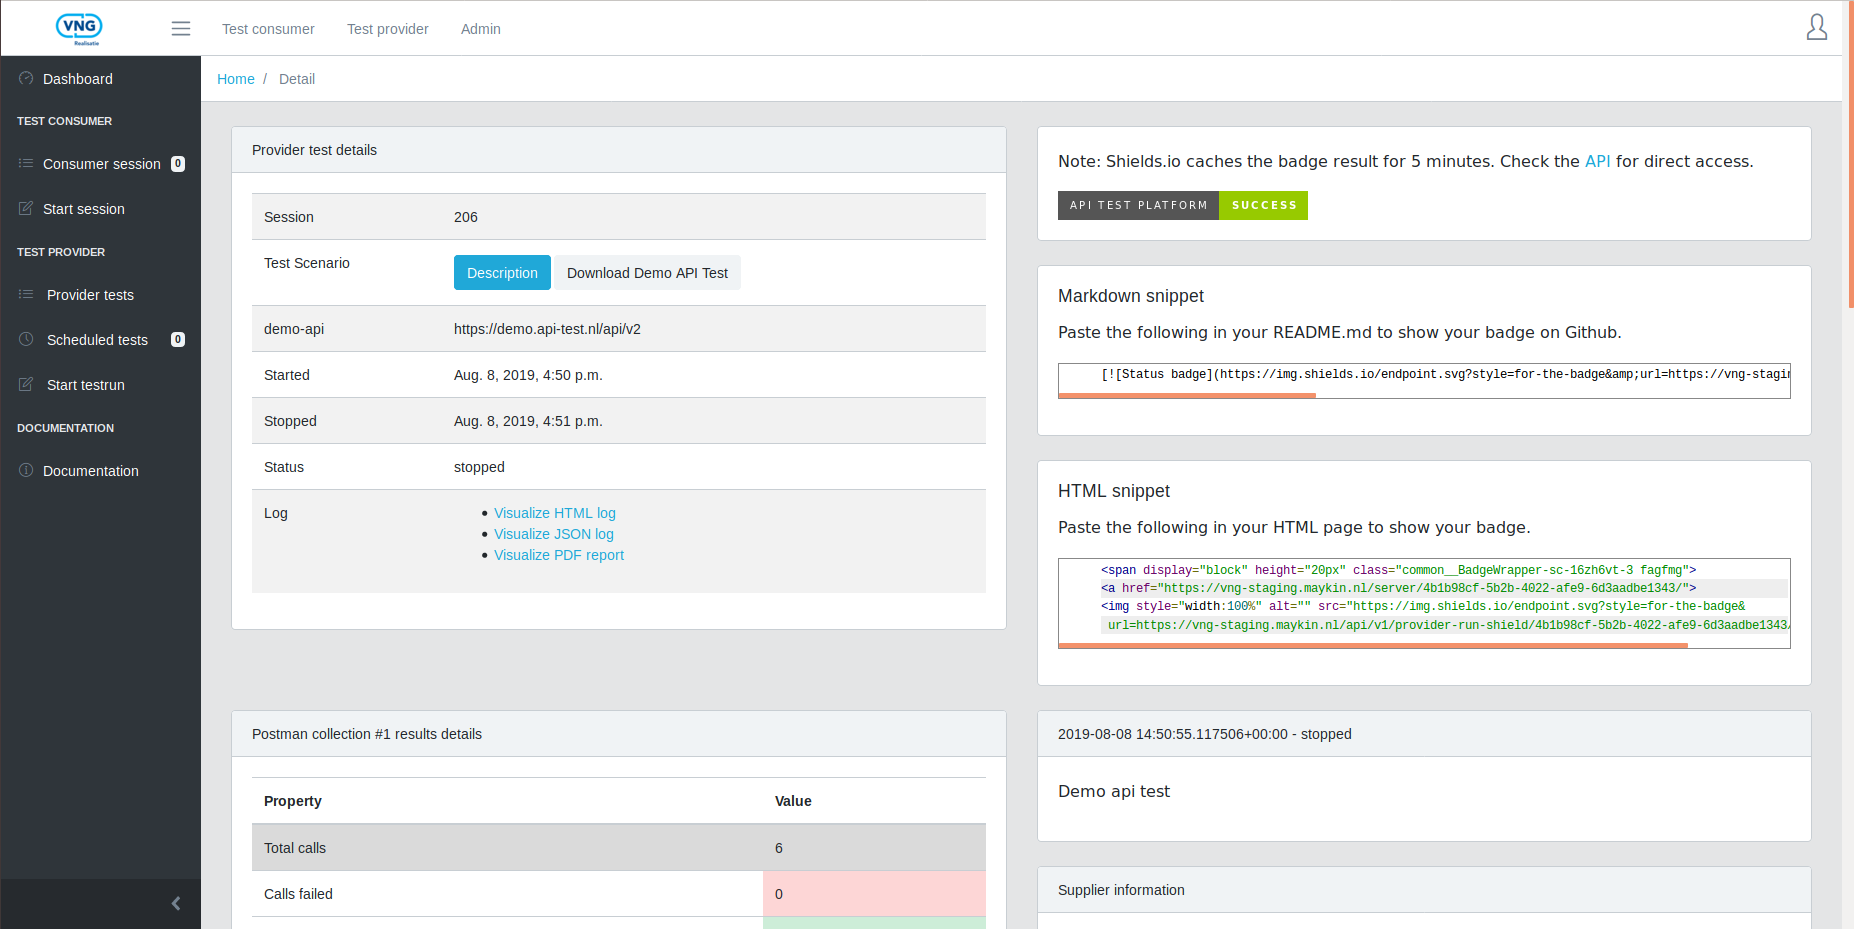 VNG
Realisatie
Test consumer
Test provider
Admin
Dashboard
TEST CONSUMER
Consumer session 0
Start session
TEST PROVIDER
Provider tests
Scheduled tests 0
Start testrun
DOCUMENTATION
Documentation
Home / Detail
Provider test details
Session 206
Test Scenario Description Download Demo API Test
demo-api https://demo.api-test.nl/api/v2
Started Aug. 8, 2019, 4:50 p.m.
Stopped Aug. 8, 2019, 4:51 p.m.
Status stopped
Log
• Visualize HTML log
• Visualize JSON log
• Visualize PDF report
Note: Shields.io caches the badge result for 5 minutes. Check the API for direct access.
API TEST PLATFORM SUCCESS
Markdown snippet
Paste the following in your README.md to show your badge on Github.
[![Status badge](https://img.shields.io/endpoint.svg?style=for-the-badge&amp;url=https://vng-stagin
HTML snippet
Paste the following in your HTML page to show your badge.
<span display="block" height="20px" class="common__BadgeWrapper-sc-16zh6vt-3 fagfmg">
<a href="https://vng-staging.maykin.nl/server/4b1b98cf-5b2b-4022-afe9-6d3aadbe1343/">
<img style="width:100%" alt="" src="https://img.shields.io/endpoint.svg?style=for-the-badge&
url=https://vng-staging.maykin.nl/api/v1/provider-run-shield/4b1b98cf-5b2b-4022-afe9-6d3aadbe1343/
Postman collection #1 results details
Property Value
Total calls 6
Calls failed 0
2019-08-08 14:50:55.117506+00:00 - stopped
Demo api test
Supplier information